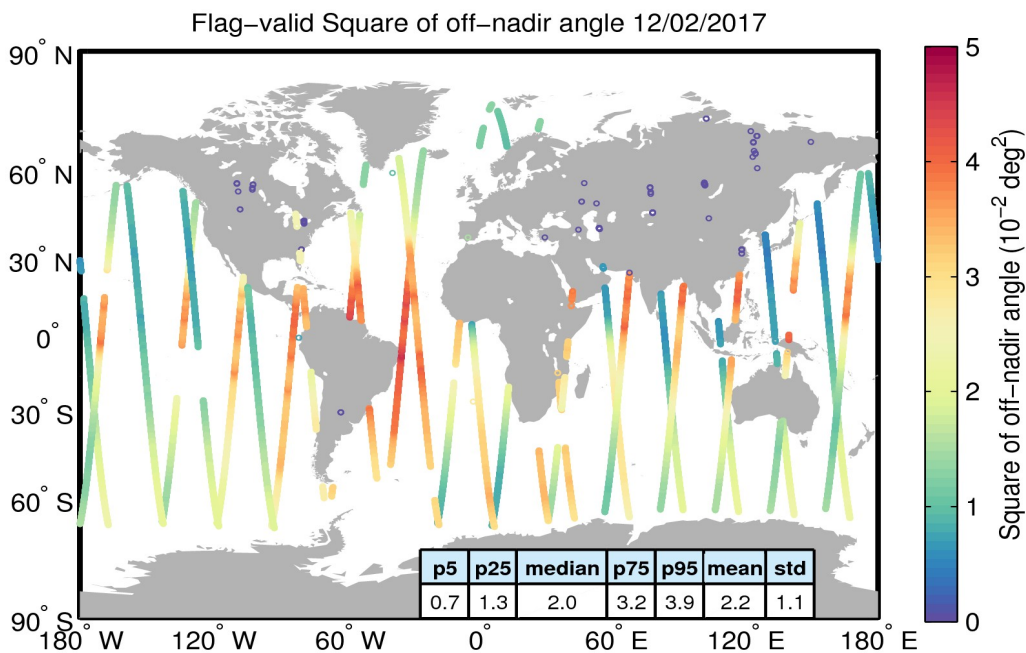 Flag−valid Square of off−nadir angle 12/02/2017
90° N
60° N
30° N
0°
30° S
60° S
90° S
180° W
120° W
60° W
0°
60° E
120° E
180° E
p5 p25 median p75 p95 mean std
0.7 1.3 2.0 3.2 3.9 2.2 1.1
5
4
3
2
1
0
Square of off−nadir angle (10⁻² deg²)